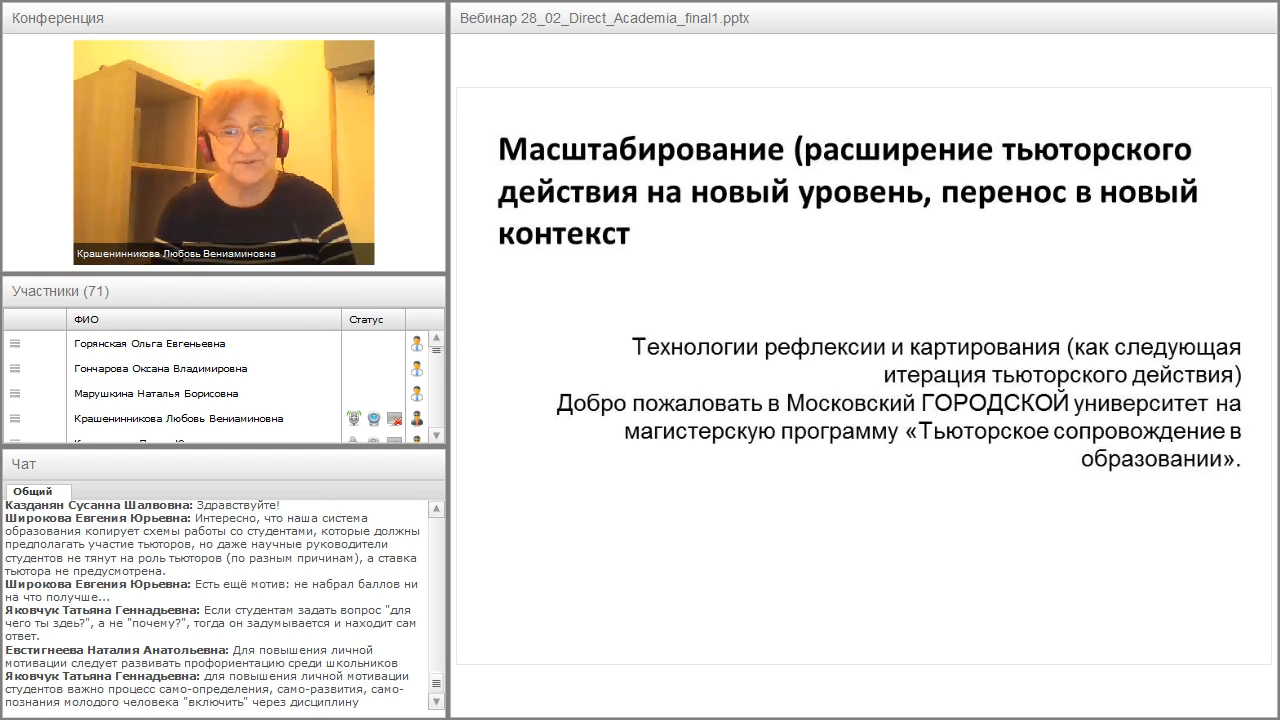 Конференция
Крашенинникова Любовь Вениаминовна
Участники (71)
ФИО
Статус
Горянская Ольга Евгеньевна
Гончарова Оксана Владимировна
Марушкина Наталья Борисовна
Крашенинникова Любовь Вениаминовна
Чат
Общий
Казданян Сусанна Шалвовна: Здравствуйте!
Широкова Евгения Юрьевна: Интересно, что наша система
образования копирует схемы работы со студентами, которые должны
предполагать участие тьюторов, но даже научные руководители
студентов не тянут на роль тьюторов (по разным причинам), а ставка
тьютора не предусмотрена.
Широкова Евгения Юрьевна: Есть ещё мотив: не набрал баллов ни
на что получше...
Яковчук Татьяна Геннадьевна: Если студентам задать вопрос "для
чего ты здеь?", а не "почему?", тогда он задумывается и находит сам
ответ.
Евстигнеева Наталия Анатольевна: Для повышения личной
мотивации следует развивать профориентацию среди школьников
Яковчук Татьяна Геннадьевна: для повышения личной мотивации
студентов важно процесс само-определения, само-развития, само-
познания молодого человека "включить" через дисциплину
Вебинар 28_02_Direct_Academia_final1.pptx
Масштабирование (расширение тьюторского
действия на новый уровень, перенос в новый
контекст
Технологии рефлексии и картирования (как следующая
итерация тьюторского действия)
Добро пожаловать в Московский ГОРОДСКОЙ университет на
магистерскую программу «Тьюторское сопровождение в
образовании».